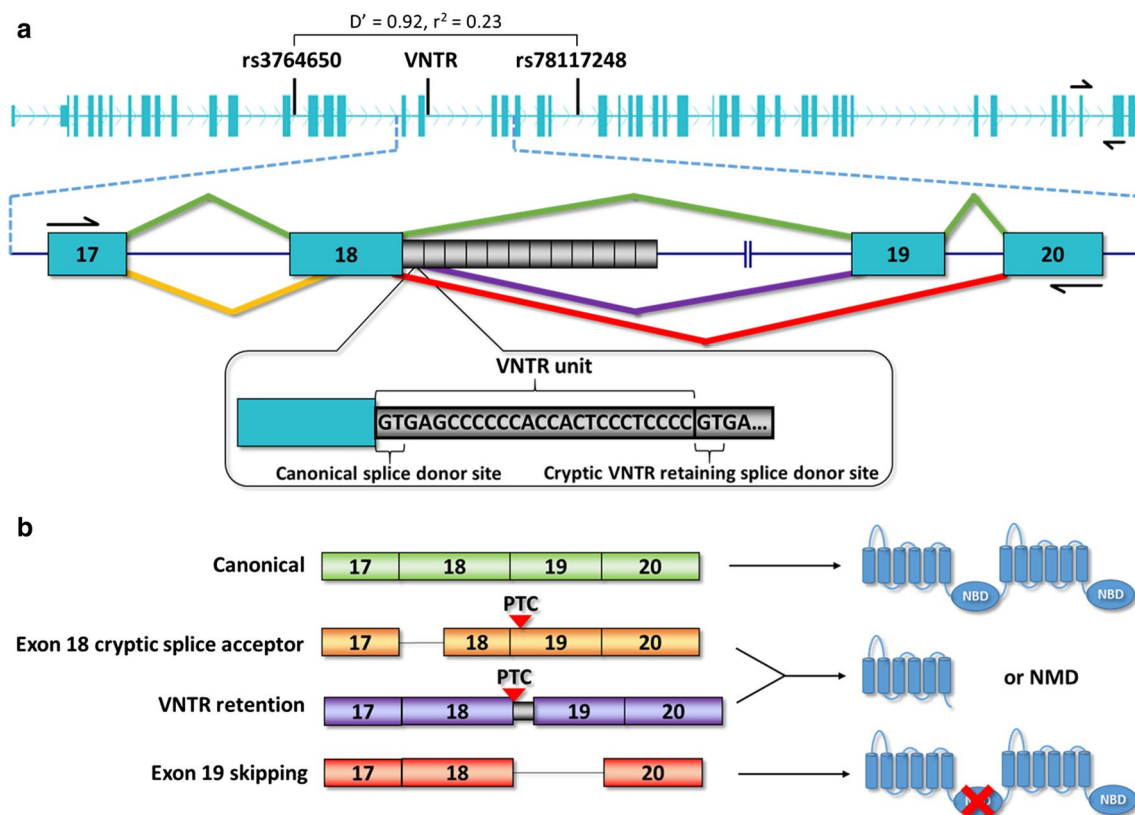 a
D' = 0.92, r² = 0.23
rs3764650 VNTR rs78117248
17 18 19 20
VNTR unit
GTGAGCCCCCCACCACTCCCTCCCC GTGA...
Canonical splice donor site Cryptic VNTR retaining splice donor site
b
Canonical 17 18 19 20 NBD NBD
PTC
Exon 18 cryptic splice acceptor 17 18 19 20
or NMD
PTC
VNTR retention 17 18 19 20
Exon 19 skipping 17 18 20 NBD